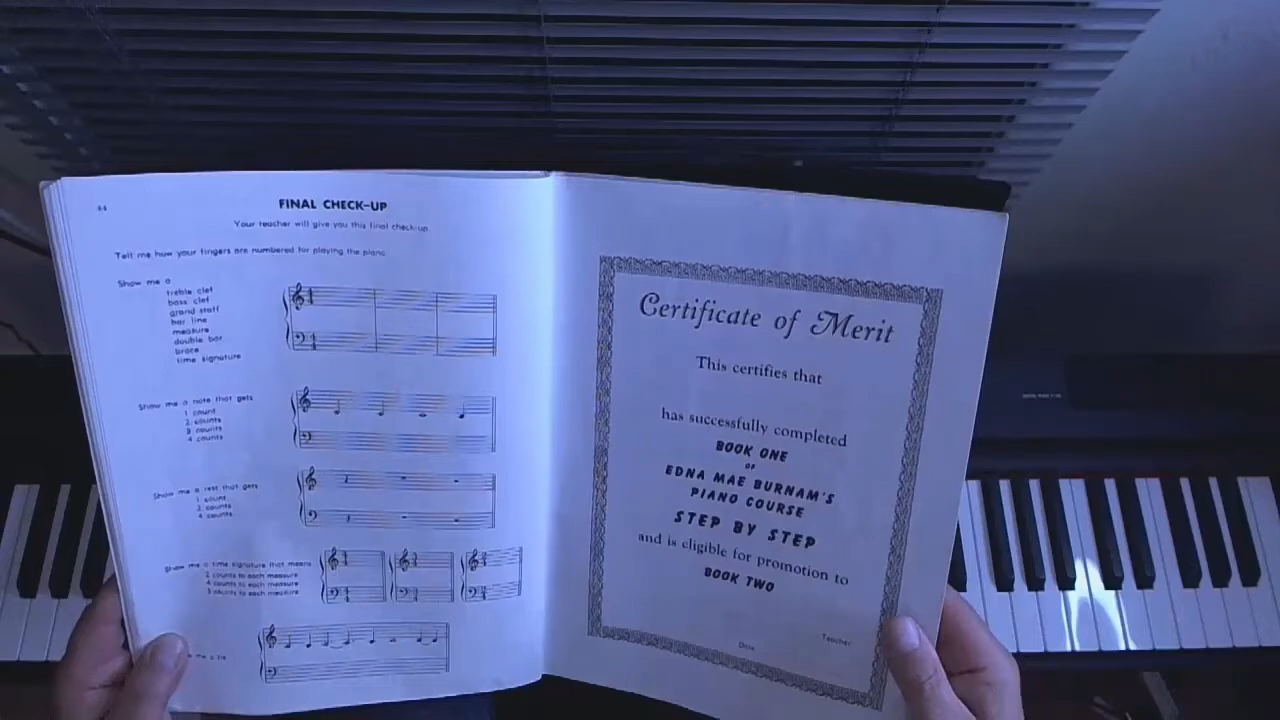 44
FINAL CHECK-UP
Your teacher will give you this final check-up.
Tell me how your fingers are numbered for playing the piano
Show me a
treble clef
bass clef
grand staff
bar line
measure
double bar
brace
time signature
Show me a note that gets
1 count
2 counts
3 counts
4 counts
Show me a rest that gets
1 count
2 counts
4 counts
Show me a time signature that means
2 counts to each measure
4 counts to each measure
3 counts to each measure
me a tie
Certificate of Merit
This certifies that
has successfully completed
BOOK ONE
OF
EDNA MAE BURNAM'S
PIANO COURSE
STEP BY STEP
and is eligible for promotion to
BOOK TWO
Teacher
Date